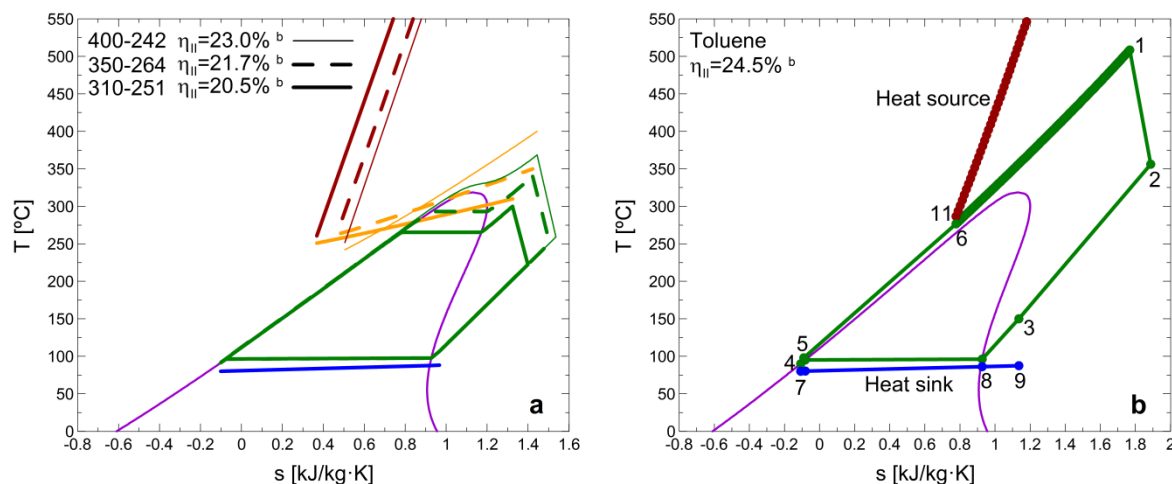 400-242 ηII=23.0% b
350-264 ηII=21.7% b
310-251 ηII=20.5% b
T [ºC]
550
500
450
400
350
300
250
200
150
100
50
0
-0.8 -0.6 -0.4 -0.2 0 0.2 0.4 0.6 0.8 1 1.2 1.4 1.6
s [kJ/kg·K]
a
Toluene
ηII=24.5% b
Heat source
1
2
11
6
3
5
4
7
8
9
Heat sink
b
T [ºC]
550
500
450
400
350
300
250
200
150
100
50
0
-0.8 -0.6 -0.4 -0.2 0 0.2 0.4 0.6 0.8 1 1.2 1.4 1.6 1.8 2
s [kJ/kg·K]